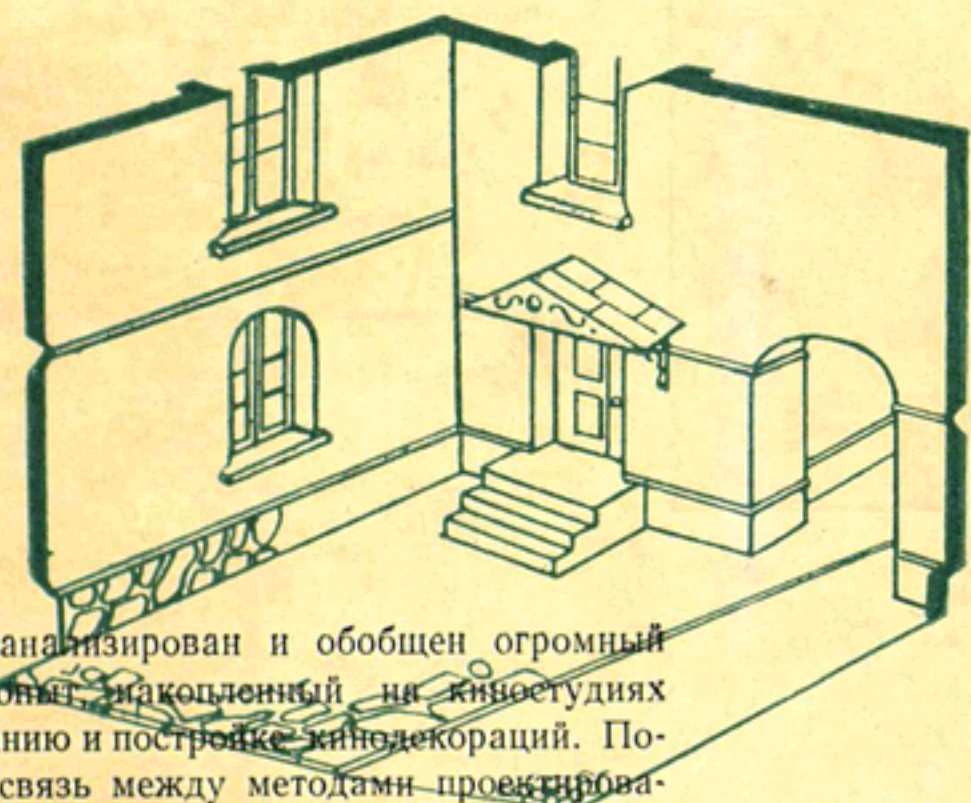 анализирован и обобщен огромный
опыт, накопленный на киностудиях
нию и постройке кинодекораций. По-
связь между методами проектирова-